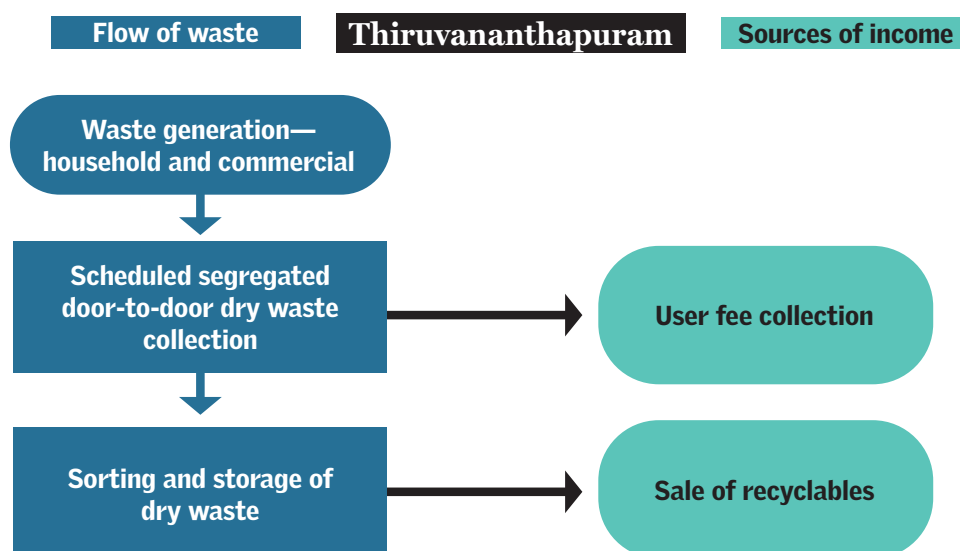 Flow of waste
Thiruvananthapuram
Sources of income
Waste generation—
household and commercial
Scheduled segregated
door-to-door dry waste
collection
User fee collection
Sorting and storage of
dry waste
Sale of recyclables